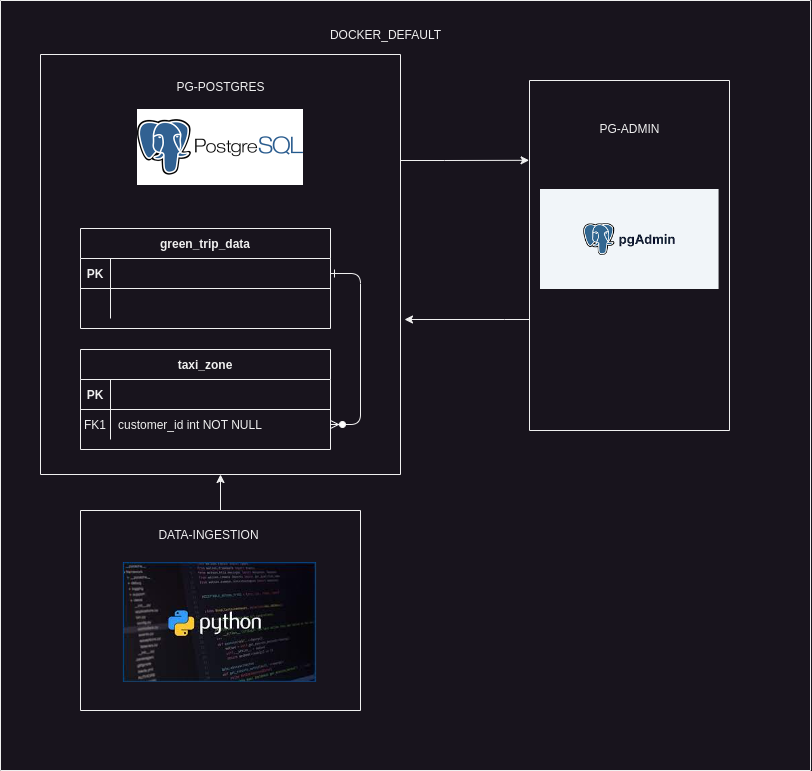 DOCKER_DEFAULT
PG-POSTGRES
PostgreSQL
green_trip_data
PK
taxi_zone
PK
FK1 customer_id int NOT NULL
PG-ADMIN
pgAdmin
DATA-INGESTION
python